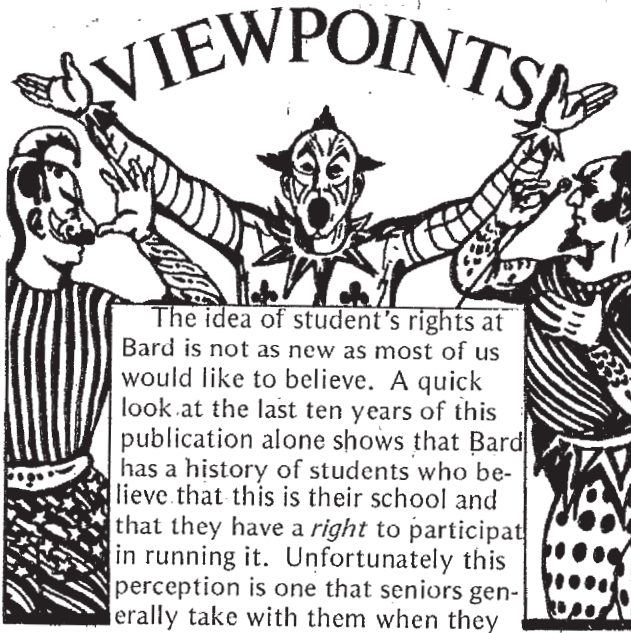 VIEWPOINTS
The idea of student's rights at
Bard is not as new as most of us
would like to believe. A quick
look at the last ten years of this
publication alone shows that Bard
has a history of students who be-
lieve that this is their school and
that they have a right to participat
in running it. Unfortunately this
perception is one that seniors gen-
erally take with them when they